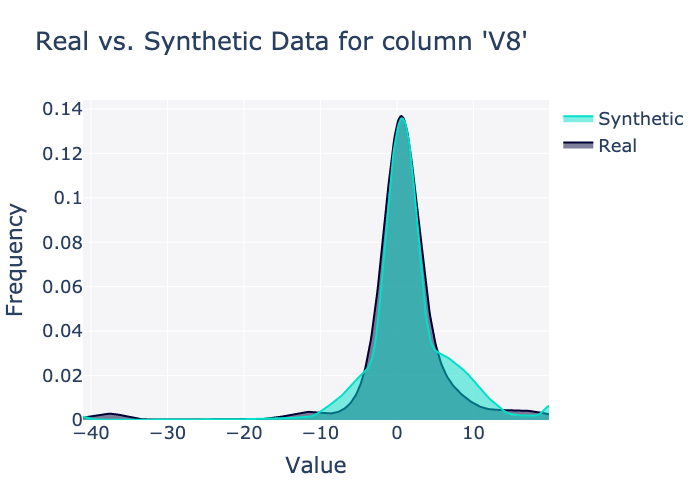 Real vs. Synthetic Data for column 'V8'
Synthetic
Real
Frequency
0.14
0.12
0.1
0.08
0.06
0.04
0.02
0
−40 −30 −20 −10 0 10
Value